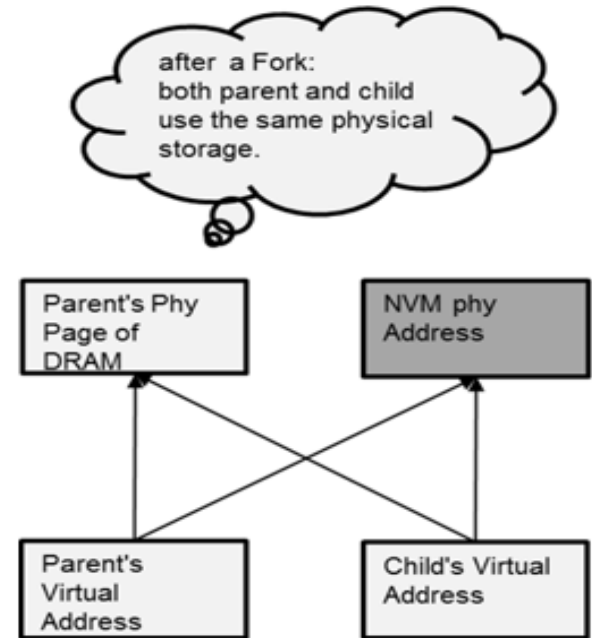 after a Fork:
both parent and child
use the same physical
storage.
Parent's Phy
Page of
DRAM
NVM phy
Address
Parent's
Virtual
Address
Child's Virtual
Address